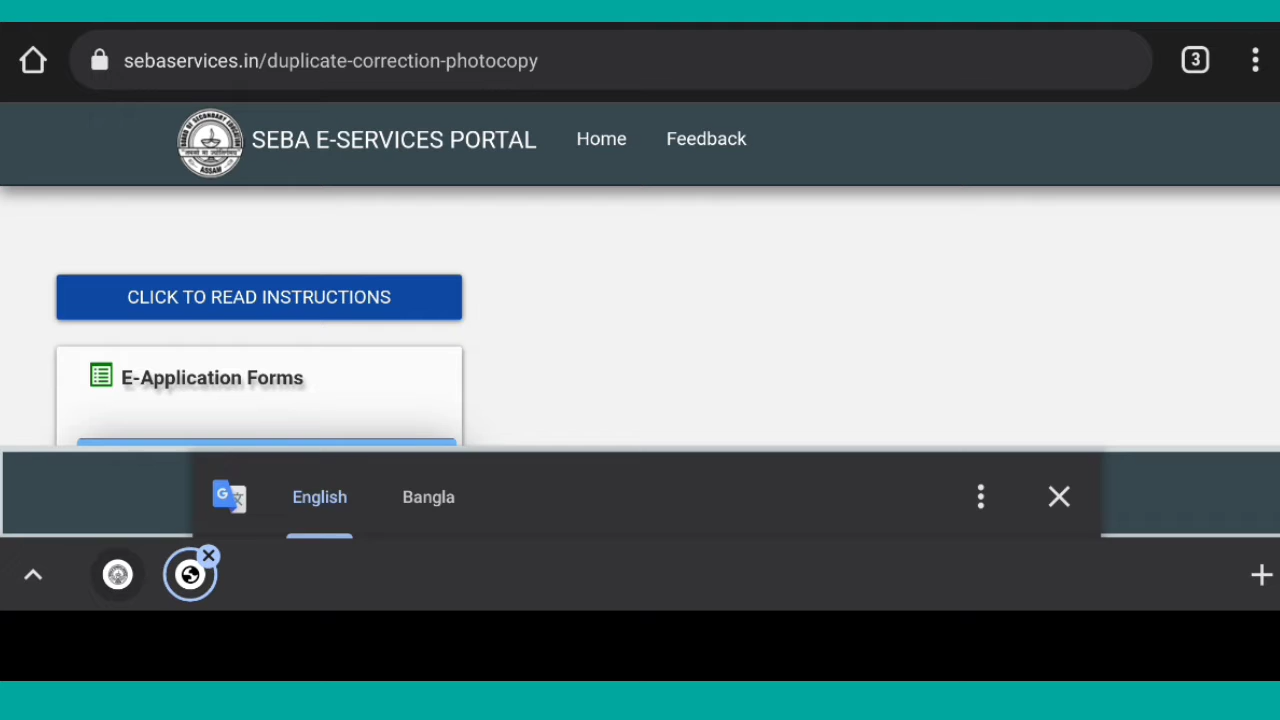 sebaservices.in/duplicate-correction-photocopy
3
SEBA E-SERVICES PORTAL
Home
Feedback
CLICK TO READ INSTRUCTIONS
E-Application Forms
English
Bangla